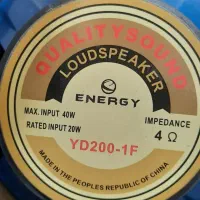 QUALITYSOUND
LOUDSPEAKER
ENERGY
MAX. INPUT 40W
RATED INPUT 20W
IMPEDANCE
4 Ω
YD200-1F
MADE IN THE PEOPLES REPUBLIC OF CHINA